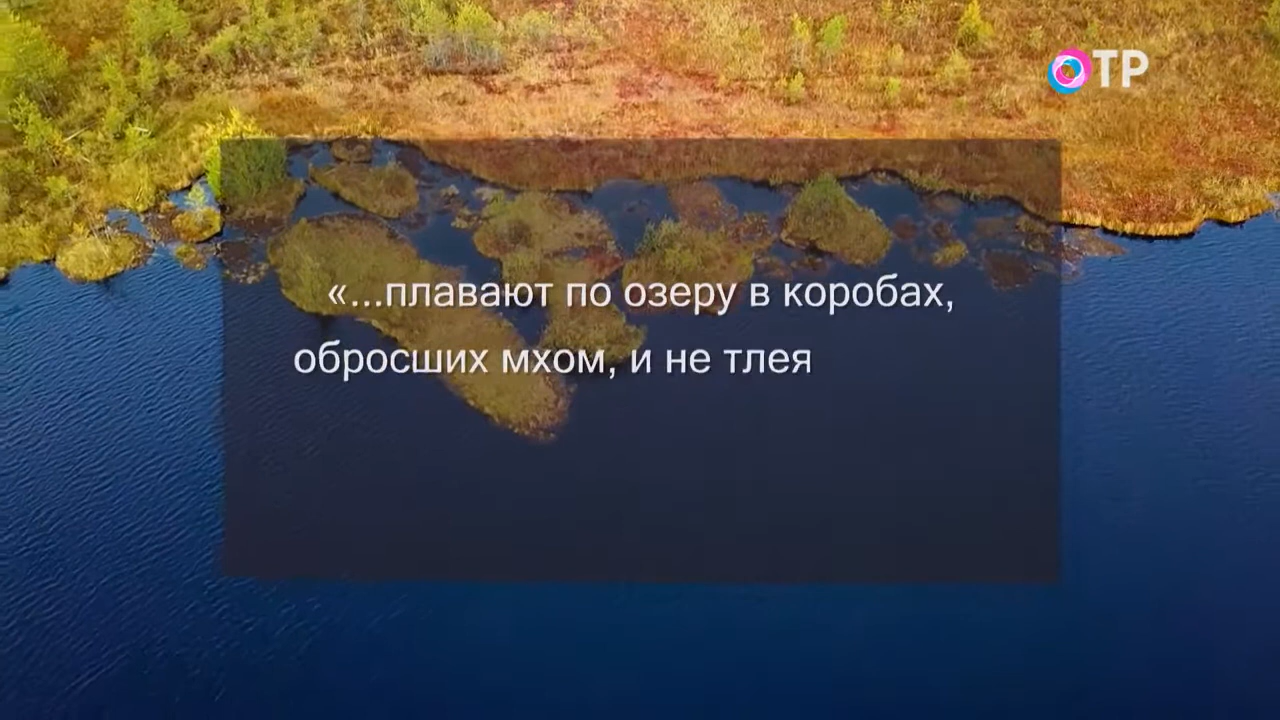 ОТР
«...плавают по озеру в коробах,
обросших мхом, и не тлея